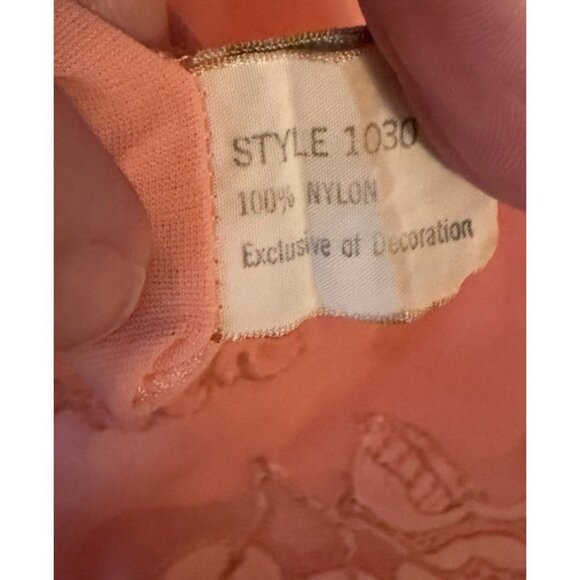 STYLE 1030
100% NYLON
Exclusive of Decoration